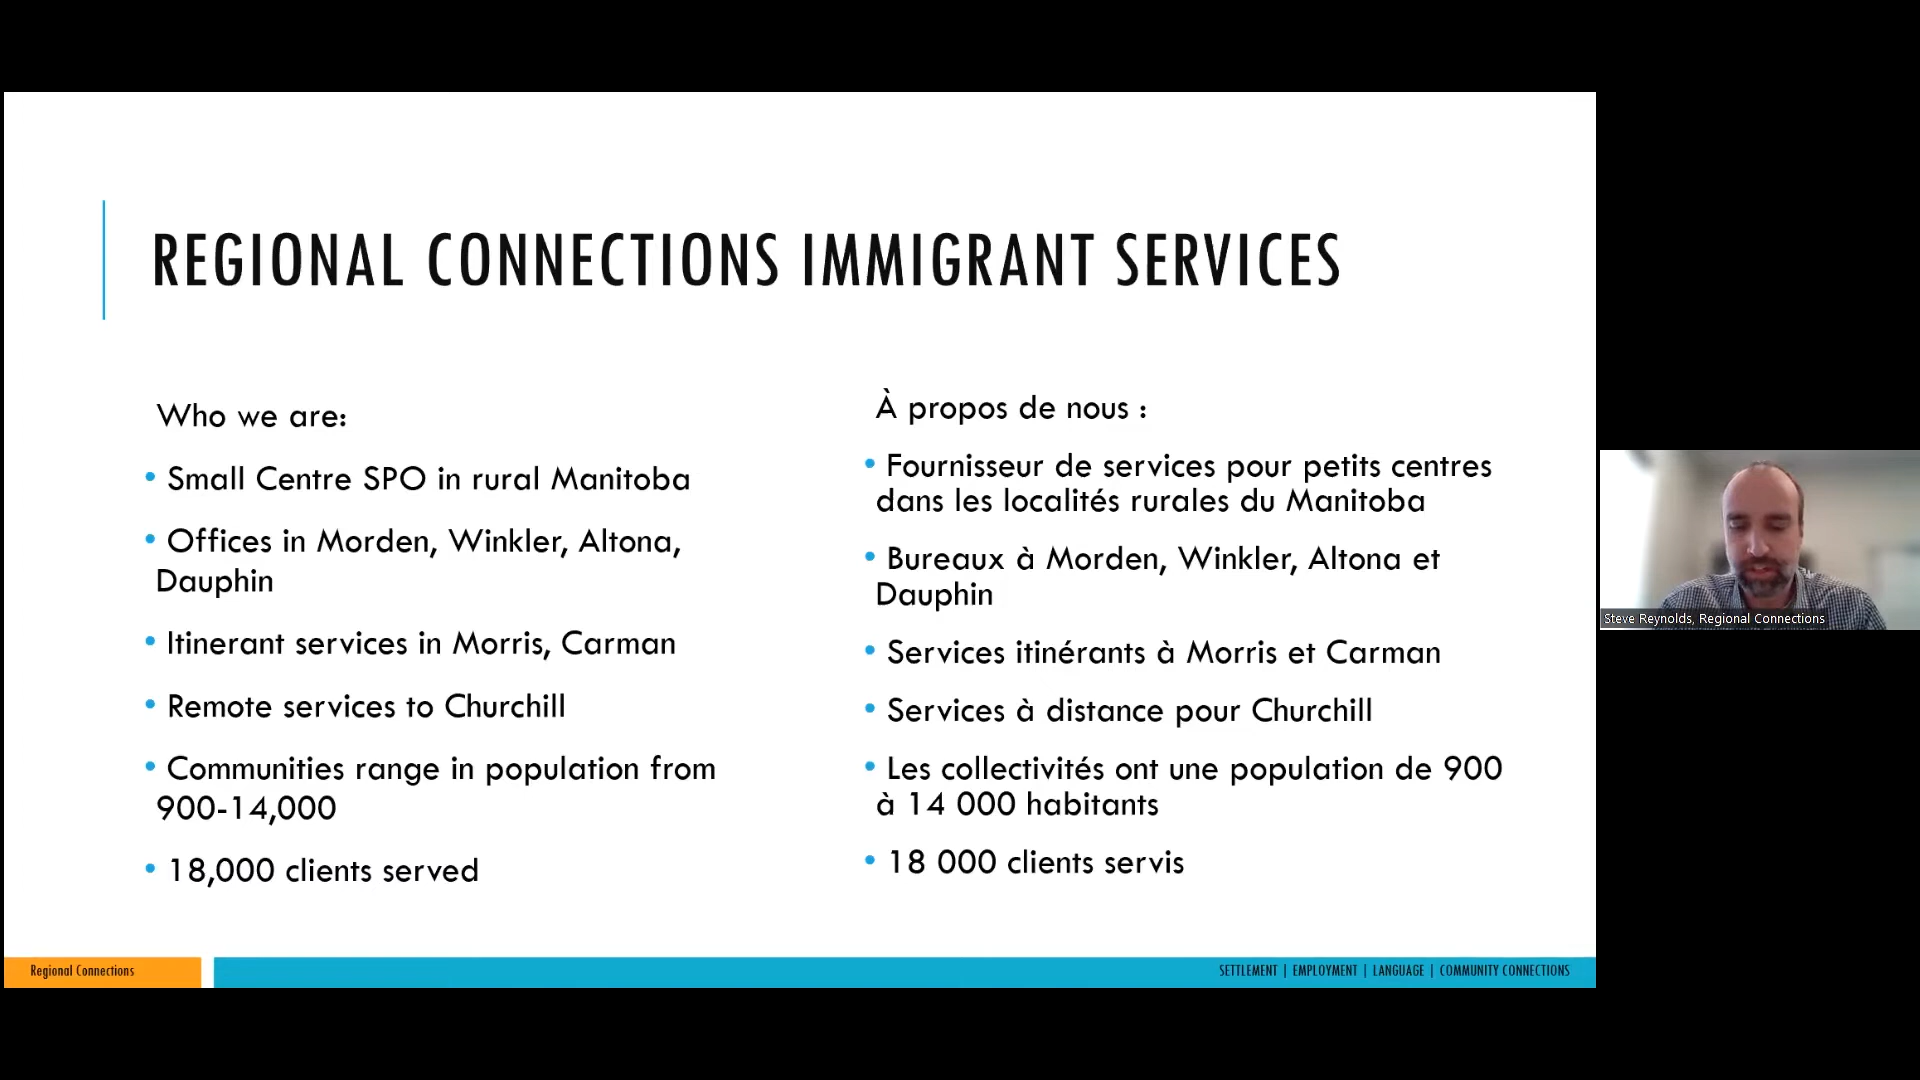 REGIONAL CONNECTIONS IMMIGRANT SERVICES
Who we are:
• Small Centre SPO in rural Manitoba
• Offices in Morden, Winkler, Altona,
Dauphin
• Itinerant services in Morris, Carman
• Remote services to Churchill
• Communities range in population from
900-14,000
• 18,000 clients served
À propos de nous :
• Fournisseur de services pour petits centres
dans les localités rurales du Manitoba
• Bureaux à Morden, Winkler, Altona et
Dauphin
• Services itinérants à Morris et Carman
• Services à distance pour Churchill
• Les collectivités ont une population de 900
à 14 000 habitants
• 18 000 clients servis
Steve Reynolds, Regional Connections
Regional Connections
SETTLEMENT | EMPLOYMENT | LANGUAGE | COMMUNITY CONNECTIONS